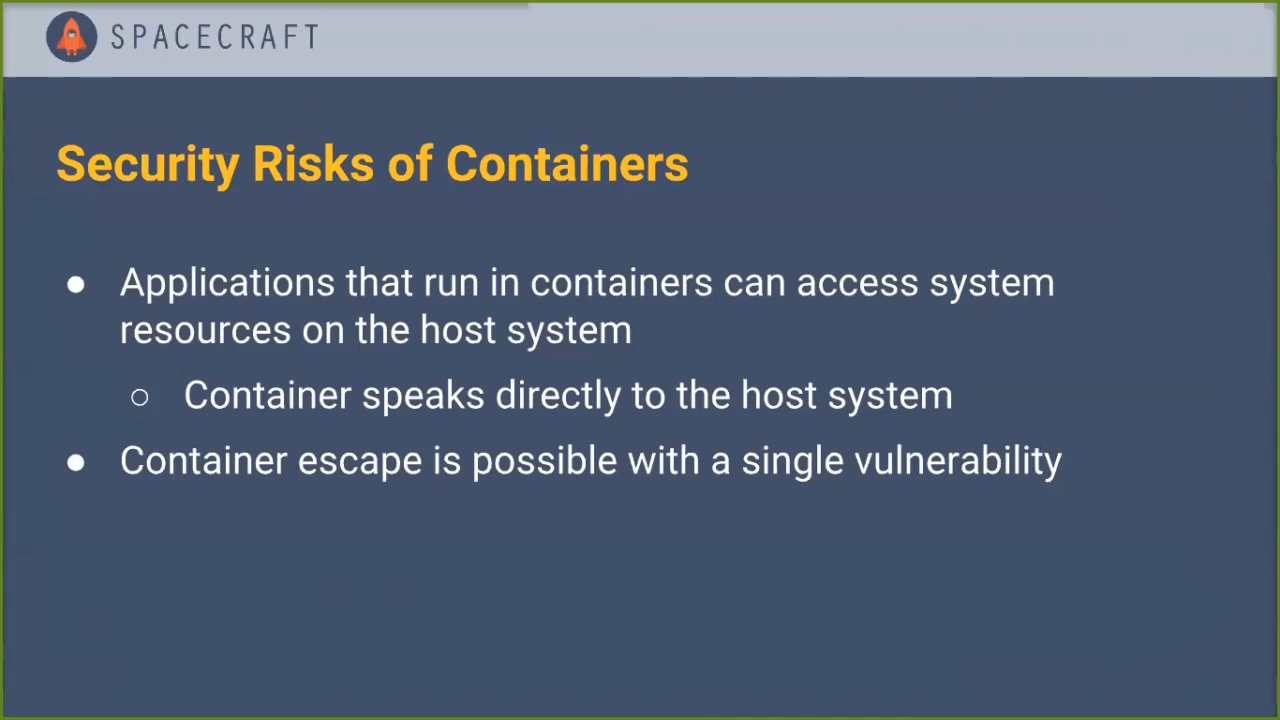 SPACECRAFT
Security Risks of Containers
● Applications that run in containers can access system
resources on the host system
○ Container speaks directly to the host system
● Container escape is possible with a single vulnerability